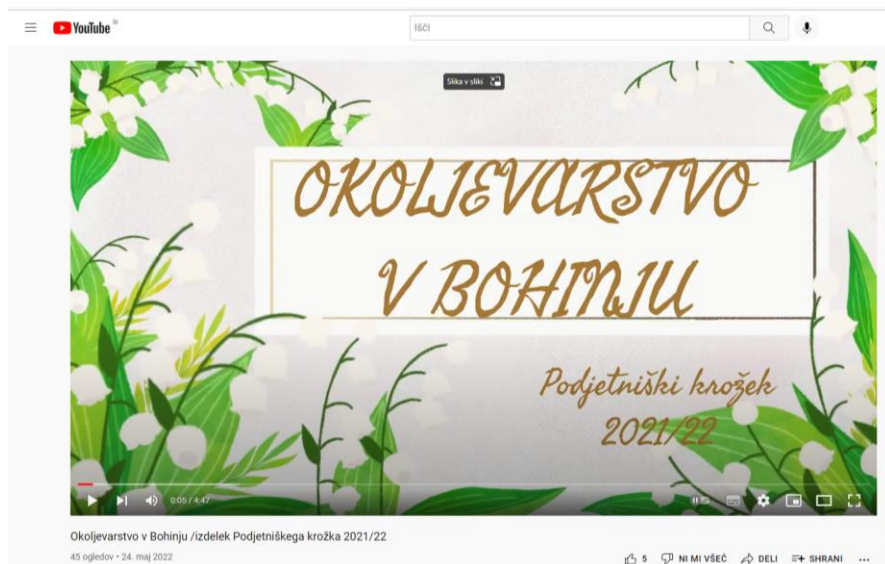 YouTube SI
Išči
Slika v sliki
OKOLJEVARSTVO
V BOHINJU
Podjetniški krožek
2021/22
0:05 / 4:47
Okoljevarstvo v Bohinju /izdelek Podjetniškega krožka 2021/22
45 ogledov • 24. maj 2022
5 NI MI VŠEČ DELI SHRANI ...